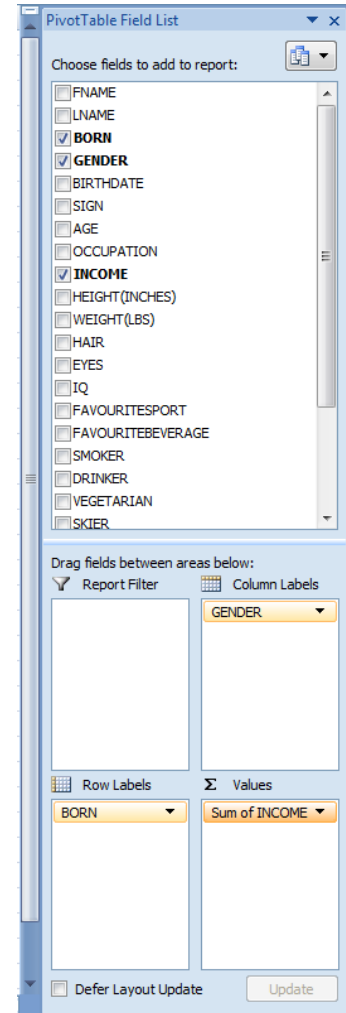 PivotTable Field List
Choose fields to add to report:
FNAME
LNAME
BORN
GENDER
BIRTHDATE
SIGN
AGE
OCCUPATION
INCOME
HEIGHT(INCHES)
WEIGHT(LBS)
HAIR
EYES
IQ
FAVOURITESPORT
FAVOURITEBEVERAGE
SMOKER
DRINKER
VEGETARIAN
SKIER
Drag fields between areas below:
Report Filter
Column Labels
GENDER
Row Labels
Σ Values
BORN
Sum of INCOME
Defer Layout Update
Update